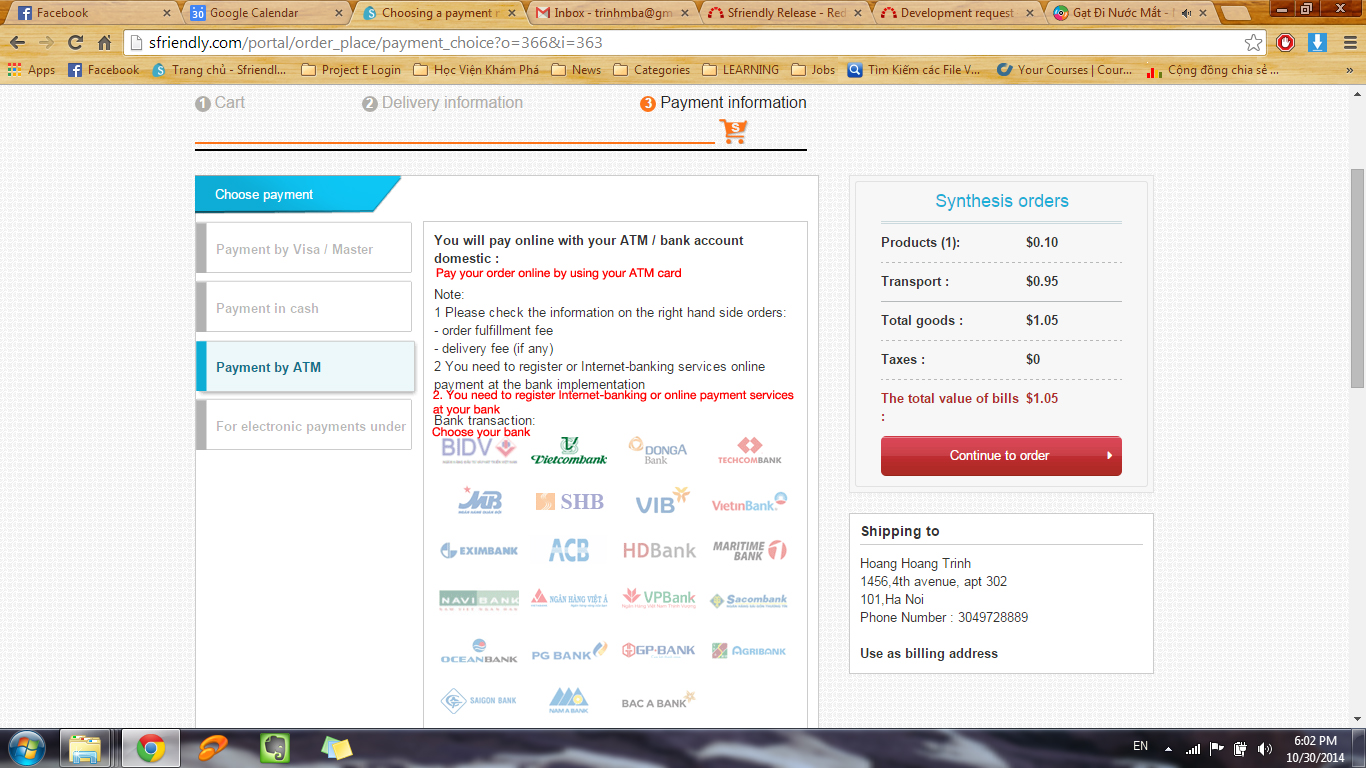 Facebook
Google Calendar
Choosing a payment
Inbox - trinhmba@gm
Sfriendly Release - Red
Development request
Gạt Đi Nước Mắt -
sfriendly.com/portal/order_place/payment_choice?o=366&i=363
Apps
Facebook
Trang chủ - Sfriendl...
Project E Login
Học Viện Khám Phá
News
Categories
LEARNING
Jobs
Tìm Kiếm các File V...
Your Courses | Cour...
Cộng đồng chia sẻ ...
»
1 Cart
2 Delivery information
3 Payment information
S
Choose payment
Payment by Visa / Master
Payment in cash
Payment by ATM
For electronic payments under
You will pay online with your ATM / bank account
domestic :
Pay your order online by using your ATM card
Note:
1 Please check the information on the right hand side orders:
- order fulfillment fee
- delivery fee (if any)
2 You need to register or Internet-banking services online
payment at the bank implementation
2. You need to register Internet-banking or online payment services
at your bank
Bank transaction:
Choose your bank
BIDV
Vietcombank
DONGA Bank
TECHCOMBANK
MB
SHB
VIB
VietinBank
EXIMBANK
ACB
HDBank
MARITIME BANK
NAVIBANK
NGÂN HÀNG VIỆT Á
VPBank
Sacombank
OCEANBANK
PG BANK
GP-BANK
AGRIBANK
SAIGON BANK
NAM A BANK
BAC A BANK
Synthesis orders
Products (1): $0.10
Transport : $0.95
Total goods : $1.05
Taxes : $0
The total value of bills $1.05
:
Continue to order
Shipping to
Hoang Hoang Trinh
1456,4th avenue, apt 302
101,Ha Noi
Phone Number : 3049728889
Use as billing address
EN
6:02 PM
10/30/2014